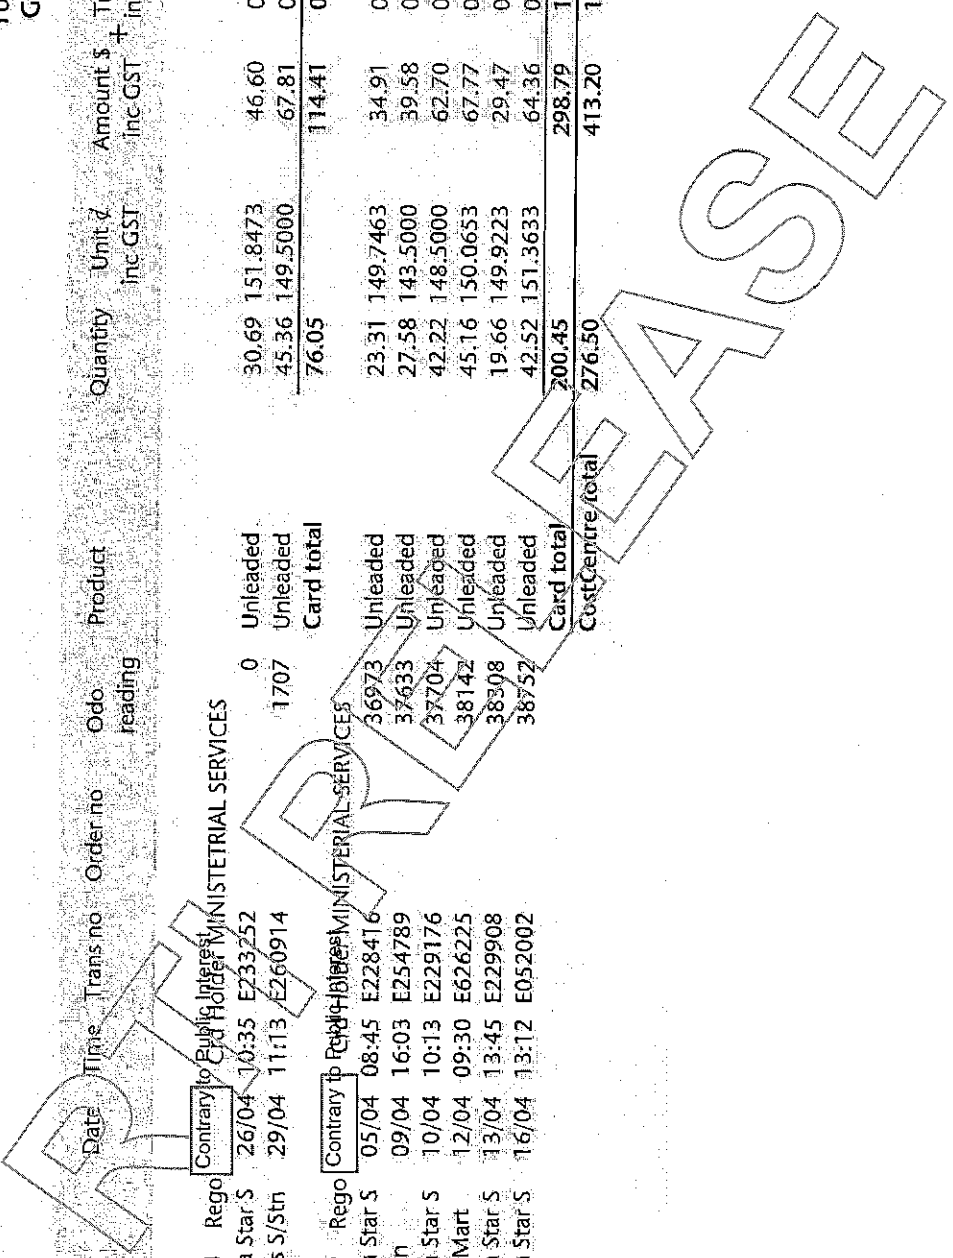 Date Time Trans no Order no Odo Product Quantity Unit ¢ Amount $
reading inc GST inc GST +
Rego Contrary to Public Interest Crd Holder MINISTETRIAL SERVICES
Star S 26/04 10:35 E233252 0 Unleaded 30.69 151.8473 46.60
s S/Stn 29/04 11:13 E260914 1707 Unleaded 45.36 149.5000 67.81
Card total 76.05 114.41
Rego Contrary to Public Interest Crd Holder MINISTERIAL SERVICES
Star S 05/04 08:45 E228416 36973 Unleaded 23.31 149.7463 34.91
n 09/04 16:03 E254789 37633 Unleaded 27.58 143.5000 39.58
Star S 10/04 10:13 E229176 37704 Unleaded 42.22 148.5000 62.70
Mart 12/04 09:30 E626225 38142 Unleaded 45.16 150.0653 67.77
Star S 13/04 13:45 E229908 38308 Unleaded 19.66 149.9223 29.47
Star S 16/04 13:12 E052002 38752 Unleaded 42.52 151.3633 64.36
Card total 200.45 298.79
CostCentre total 276.50 413.20
RTI RELEASE